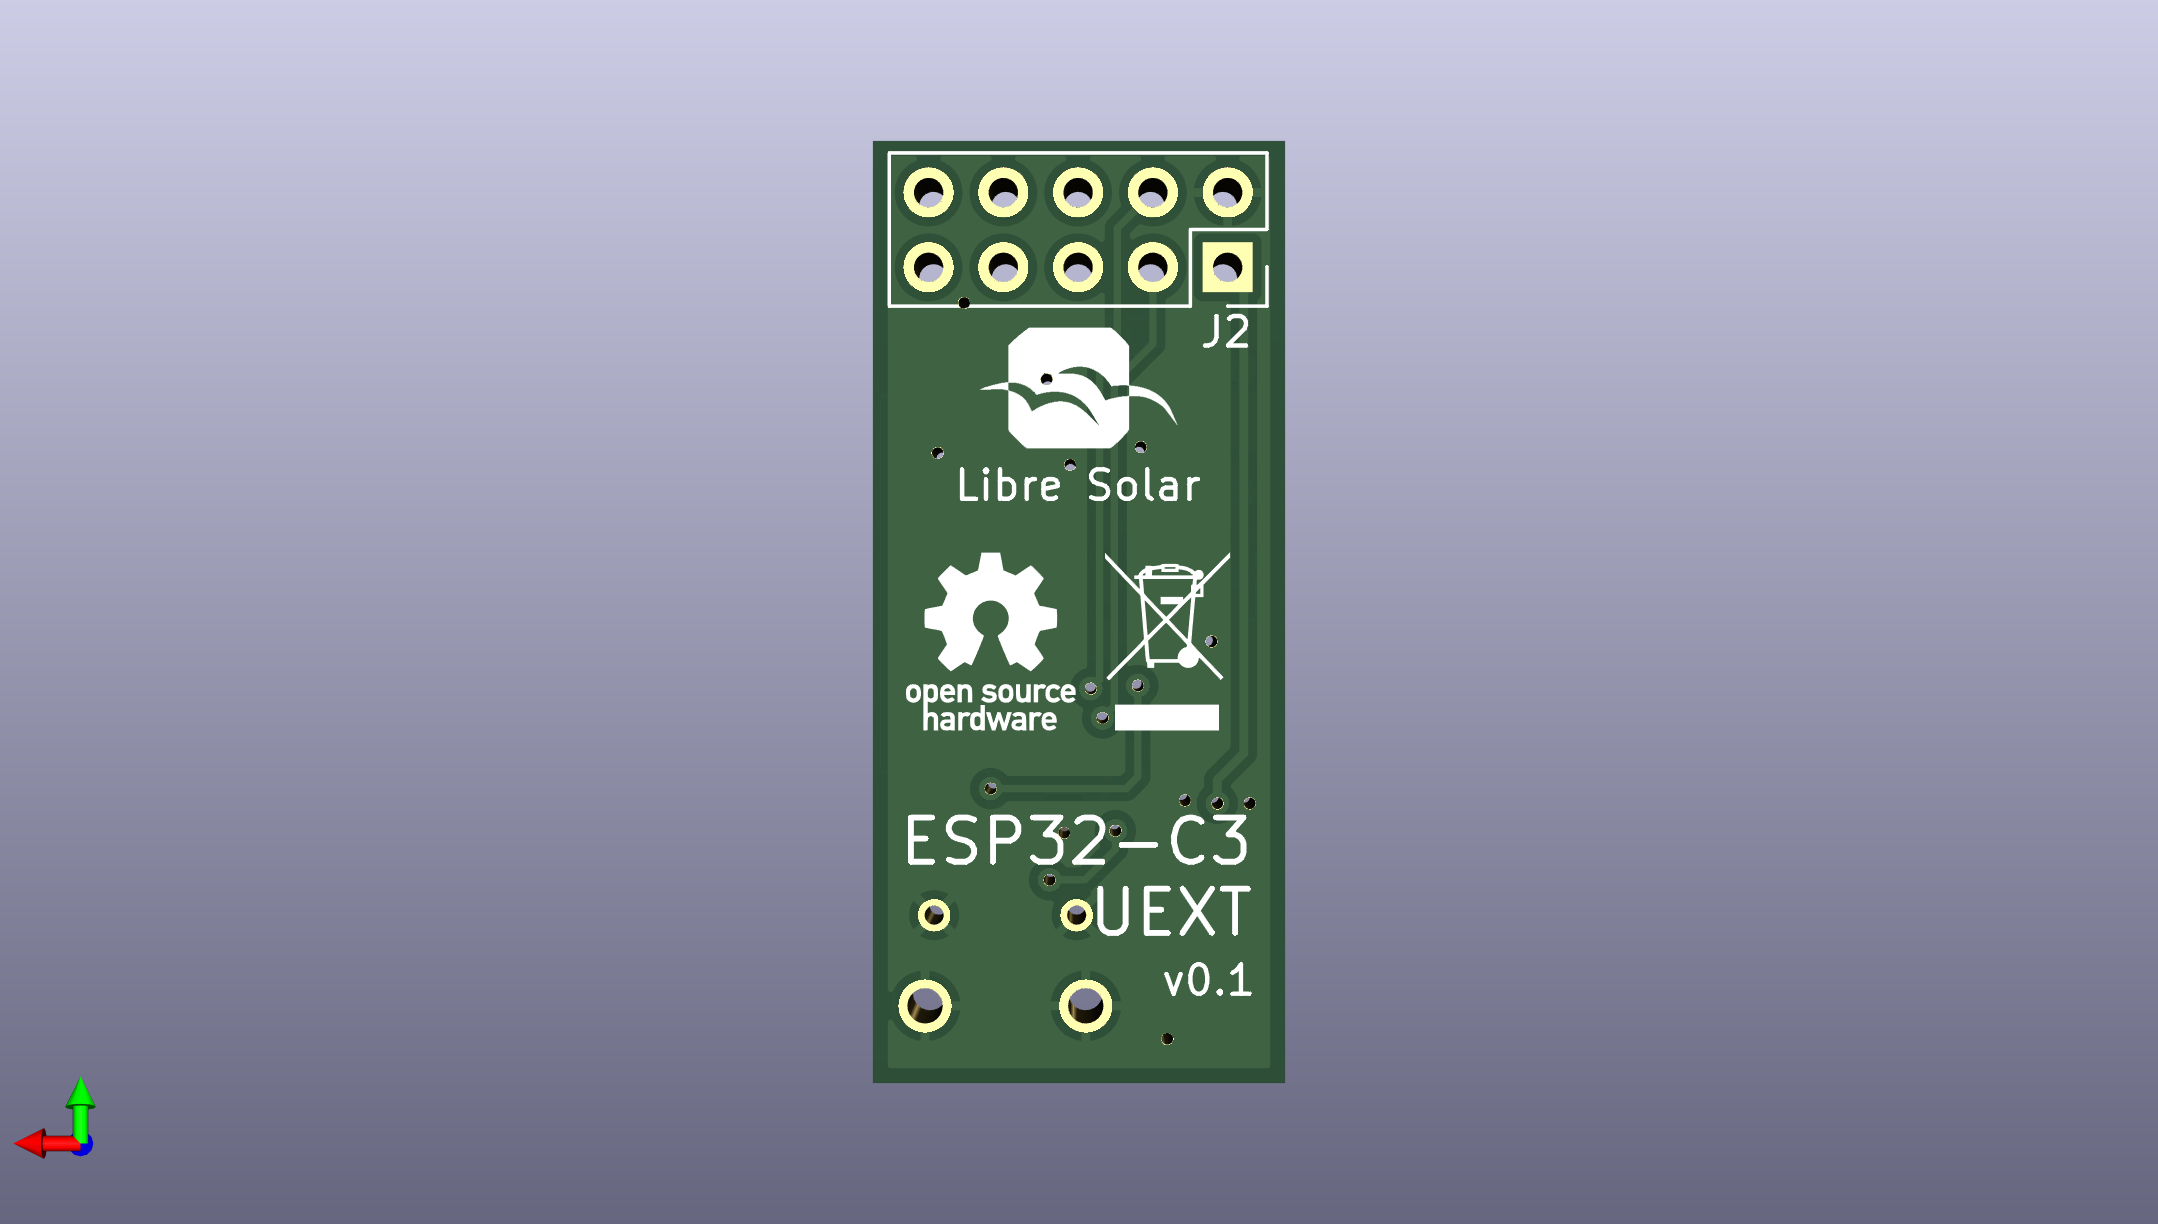 J2
Libre Solar
open source
hardware
ESP32-C3
UEXT
v0.1